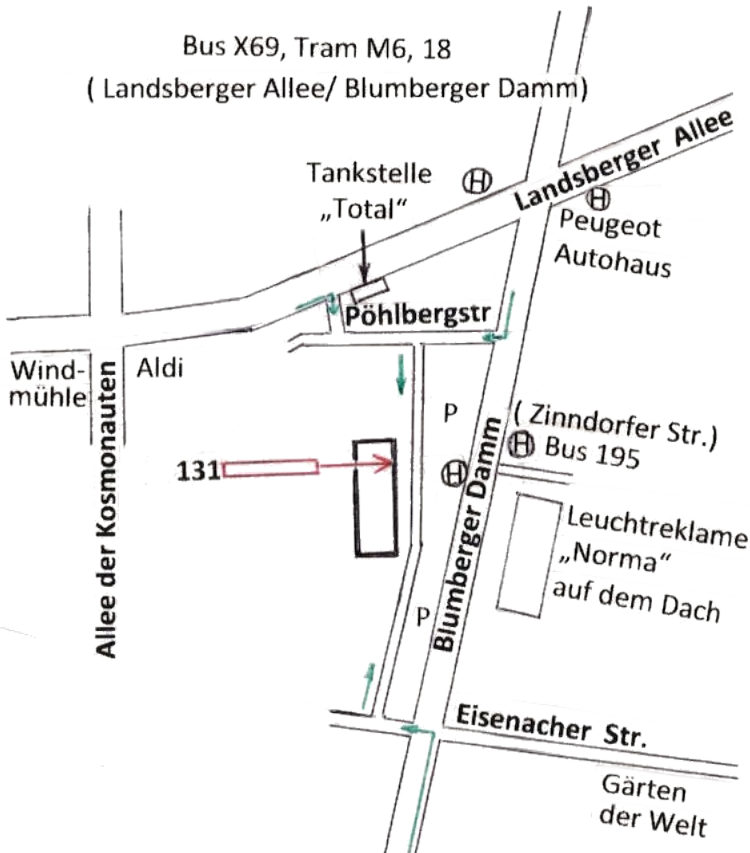 Bus X69, Tram M6, 18
( Landsberger Allee/ Blumberger Damm)
Landsberger Allee
Tankstelle
„Total“
H
H
Peugeot
Autohaus
Pöhlbergstr
Wind-
mühle
Aldi
Allee der Kosmonauten
P
( Zinndorfer Str.)
H
Bus 195
131
H
Blumberger Damm
Leuchtreklame
„Norma“
auf dem Dach
P
Eisenacher Str.
Gärten
der Welt